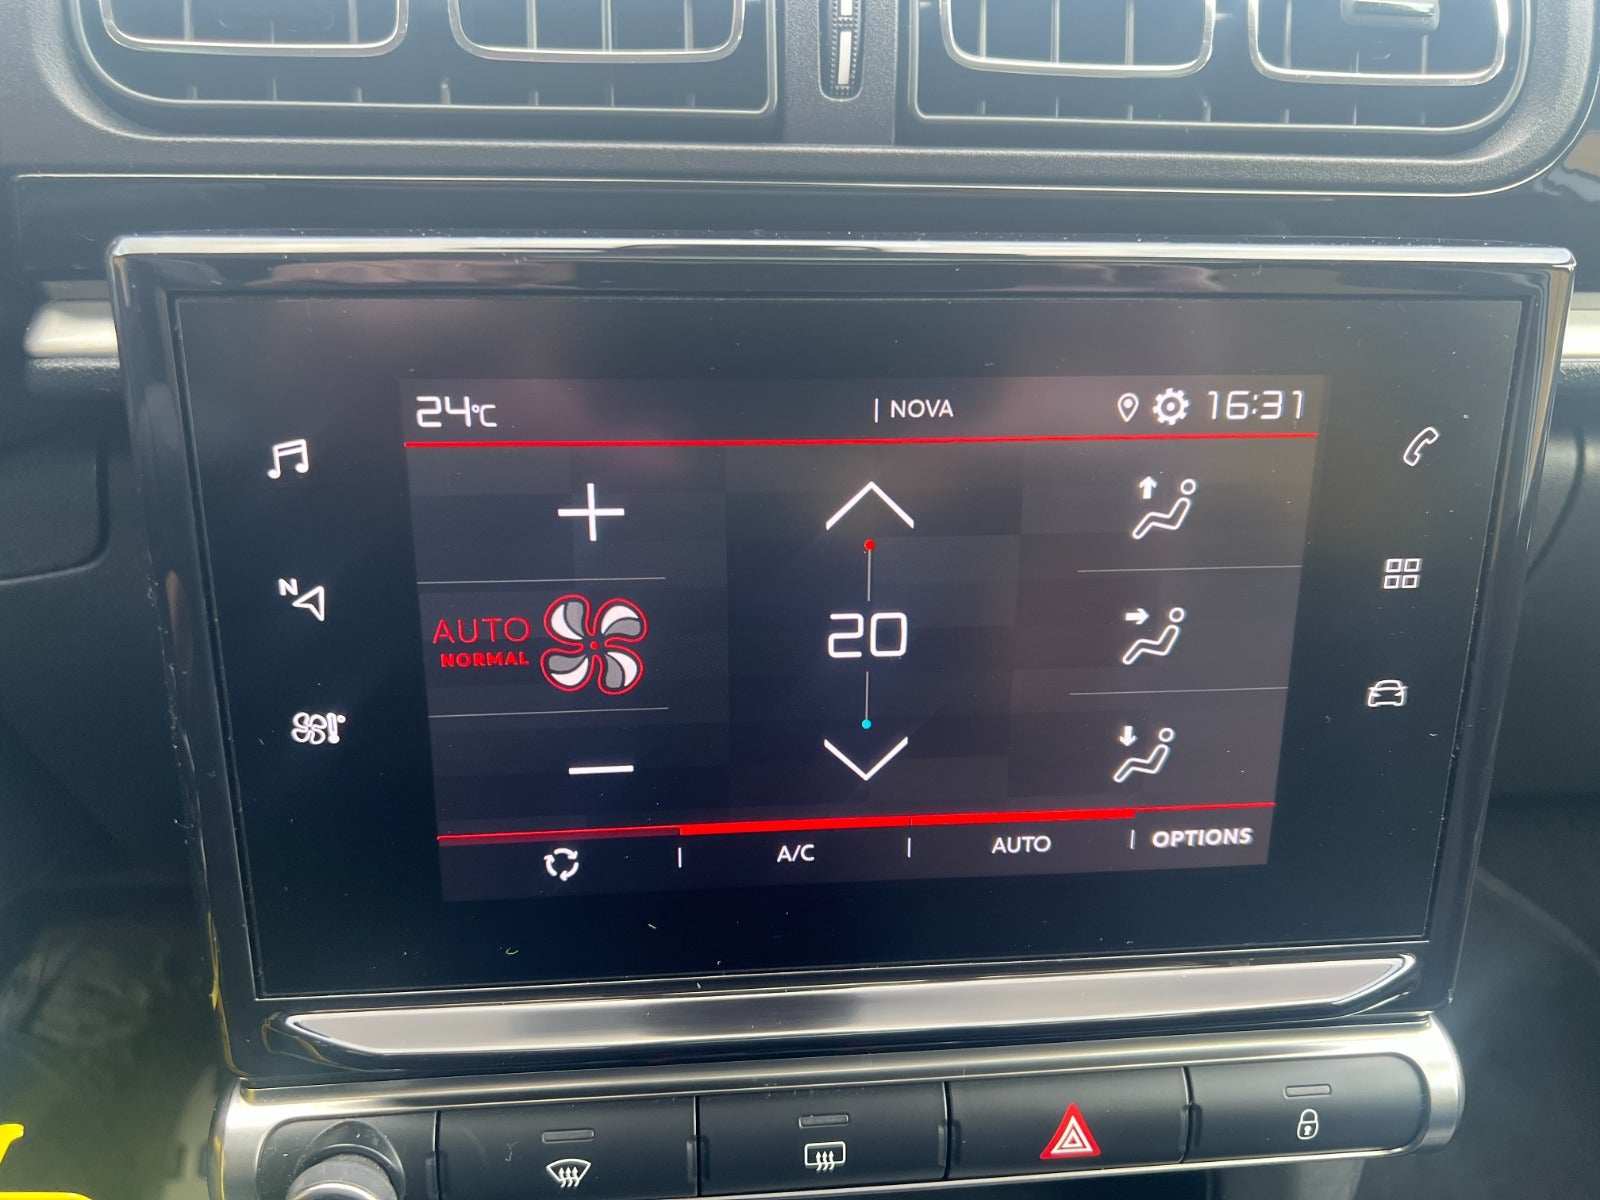 24°C | NOVA 16:31
N
AUTO
NORMAL
20
| A/C | AUTO | OPTIONS